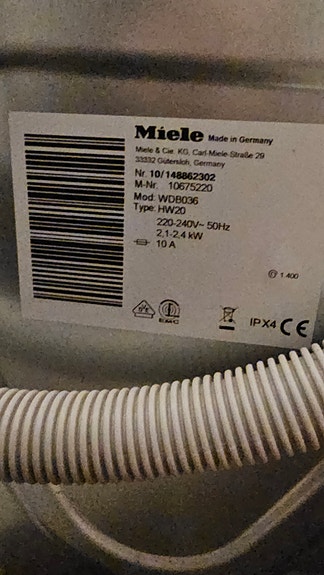 Miele Made in Germany
Miele & Cie. KG, Carl-Miele-Straße 29
33332 Gütersloh, Germany
Nr. 10/148862302
M-Nr. 10675220
Mod. WDB036
Type: HW20
220-240V~ 50Hz
2,1-2,4 kW
10 A
1.400
EMC
IPX4 CE